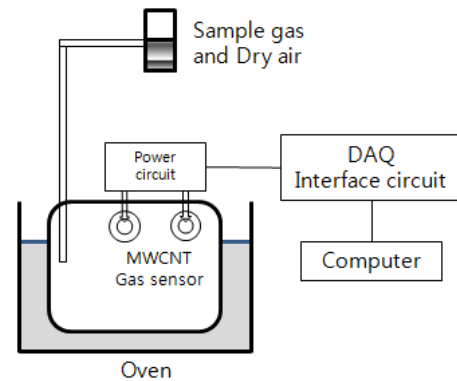 Sample gas
and Dry air
Power
circuit
DAQ
Interface circuit
MWCNT
Gas sensor
Computer
Oven